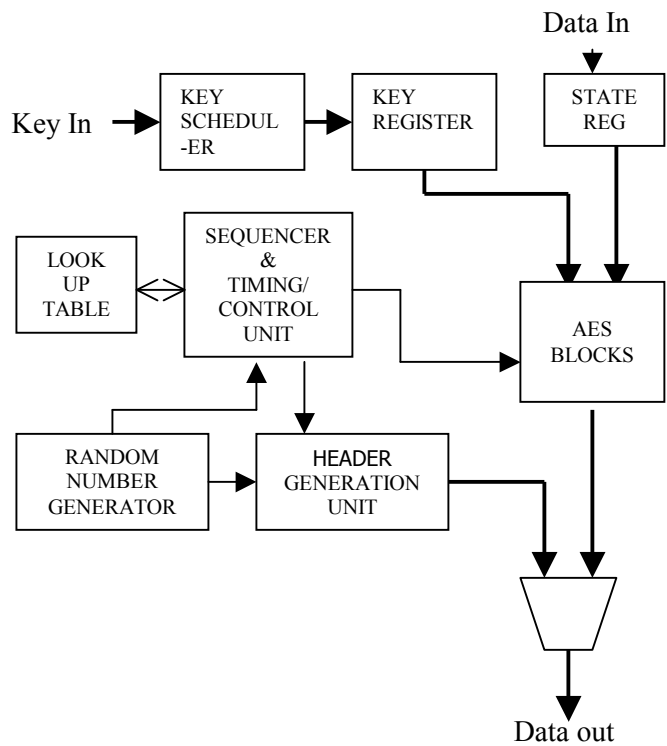 Data In
Key In
KEY
SCHEDUL
-ER
KEY
REGISTER
STATE
REG
LOOK
UP
TABLE
SEQUENCER
&
TIMING/
CONTROL
UNIT
AES
BLOCKS
RANDOM
NUMBER
GENERATOR
HEADER
GENERATION
UNIT
Data out